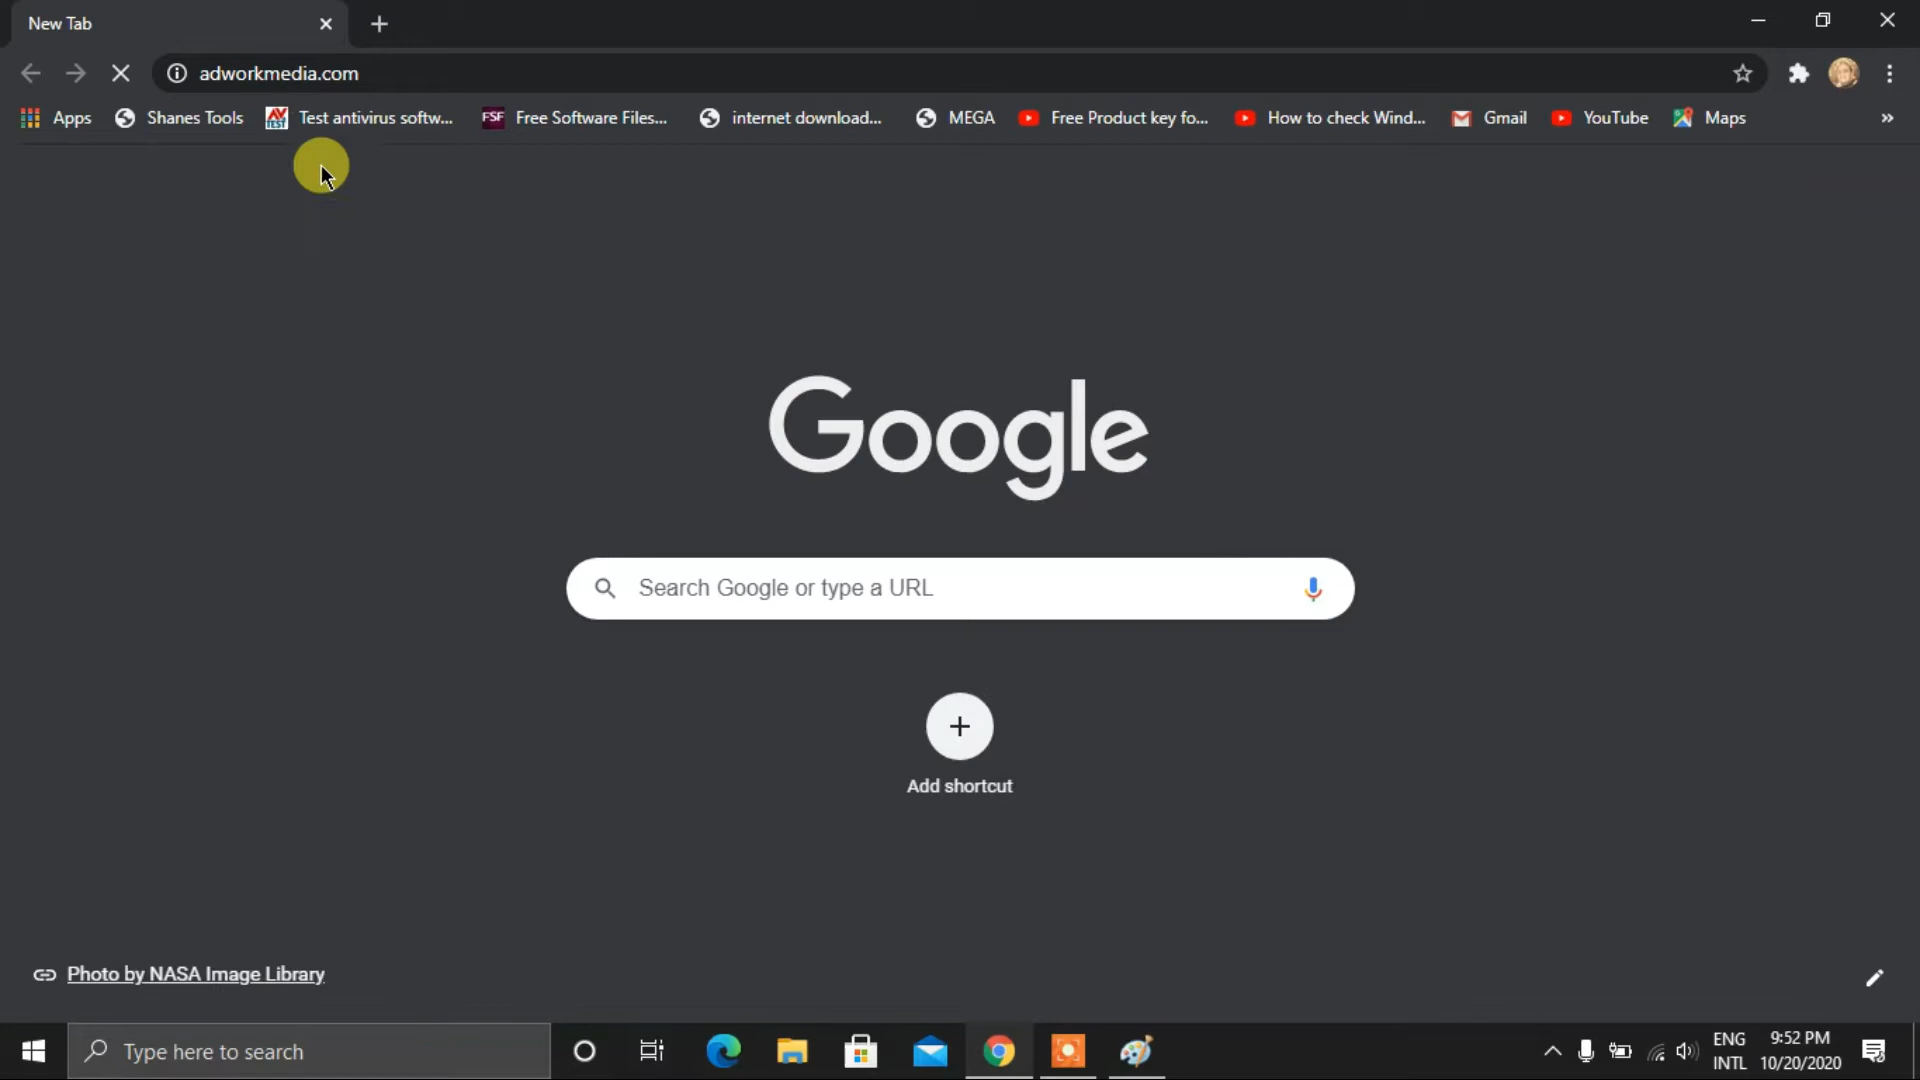 New Tab
adworkmedia.com
Apps Shanes Tools Test antivirus softw... FSF Free Software Files... internet download... MEGA Free Product key fo... How to check Wind... Gmail YouTube Maps »
Google
Search Google or type a URL
Add shortcut
Photo by NASA Image Library
Type here to search
ENG 9:52 PM
INTL 10/20/2020